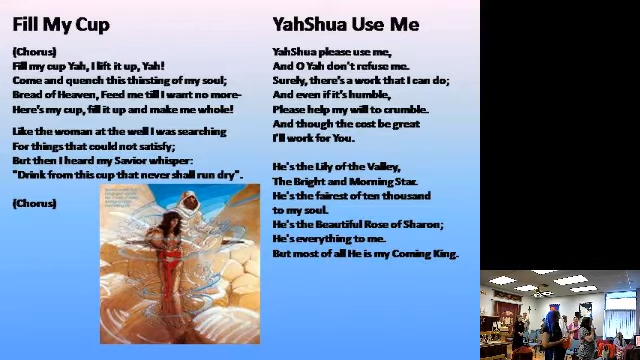 Fill My Cup
(Chorus)
Fill my cup Yah, I lift it up, Yah!
Come and quench this thirsting of my soul;
Bread of Heaven, Feed me till I want no more-
Here's my cup, fill it up and make me whole!
Like the woman at the well I was searching
For things that could not satisfy;
But then I heard my Savior whisper:
"Drink from this cup that never shall run dry".
(Chorus)
YahShua Use Me
YahShua please use me,
And O Yah don't refuse me.
Surely, there's a work that I can do;
And even if it's humble,
Please help my will to crumble.
And though the cost be great
I'll work for You.
He's the Lily of the Valley,
The Bright and Morning Star.
He's the fairest of ten thousand
to my soul.
He's the Beautiful Rose of Sharon;
He's everything to me.
But most of all He is my Coming King.